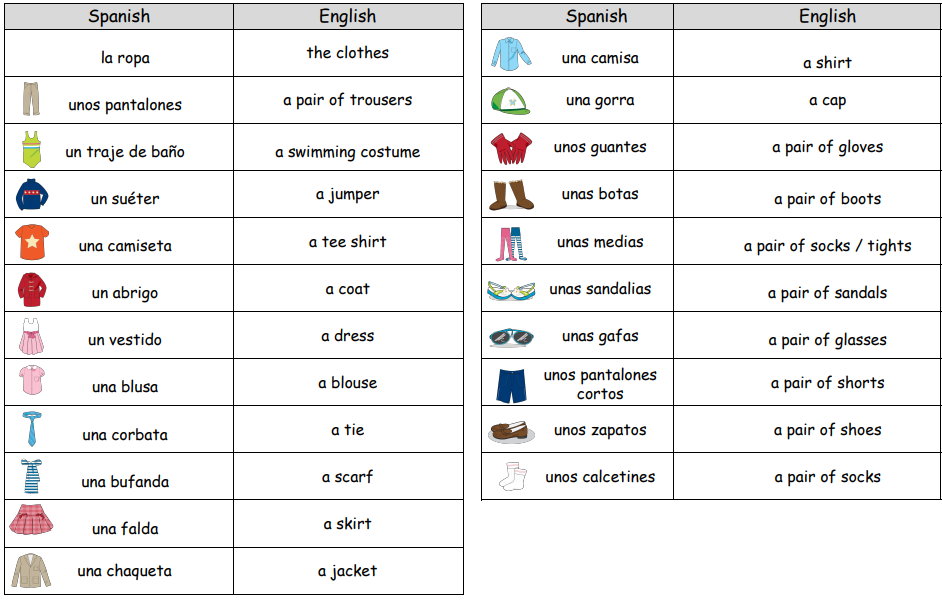 Spanish English
la ropa the clothes
unos pantalones a pair of trousers
un traje de baño a swimming costume
un suéter a jumper
una camiseta a tee shirt
un abrigo a coat
un vestido a dress
una blusa a blouse
una corbata a tie
una bufanda a scarf
una falda a skirt
una chaqueta a jacket
Spanish English
una camisa a shirt
una gorra a cap
unos guantes a pair of gloves
unas botas a pair of boots
unas medias a pair of socks / tights
unas sandalias a pair of sandals
unas gafas a pair of glasses
unos pantalones
cortos a pair of shorts
unos zapatos a pair of shoes
unos calcetines a pair of socks